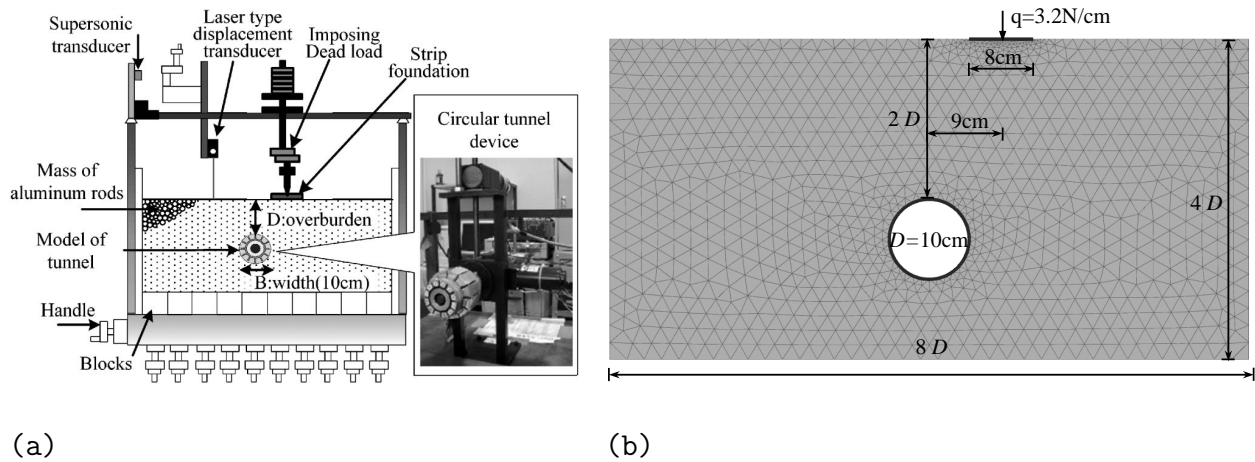 Supersonic
transducer
Laser type
displacement
transducer
Imposing
Dead load
Strip
foundation
Circular tunnel
device
Mass of
aluminum rods
D:overburden
Model of
tunnel
B:width(10cm)
Handle
Blocks
(a)
q=3.2N/cm
8cm
2 D
9cm
4 D
D=10cm
8 D
(b)